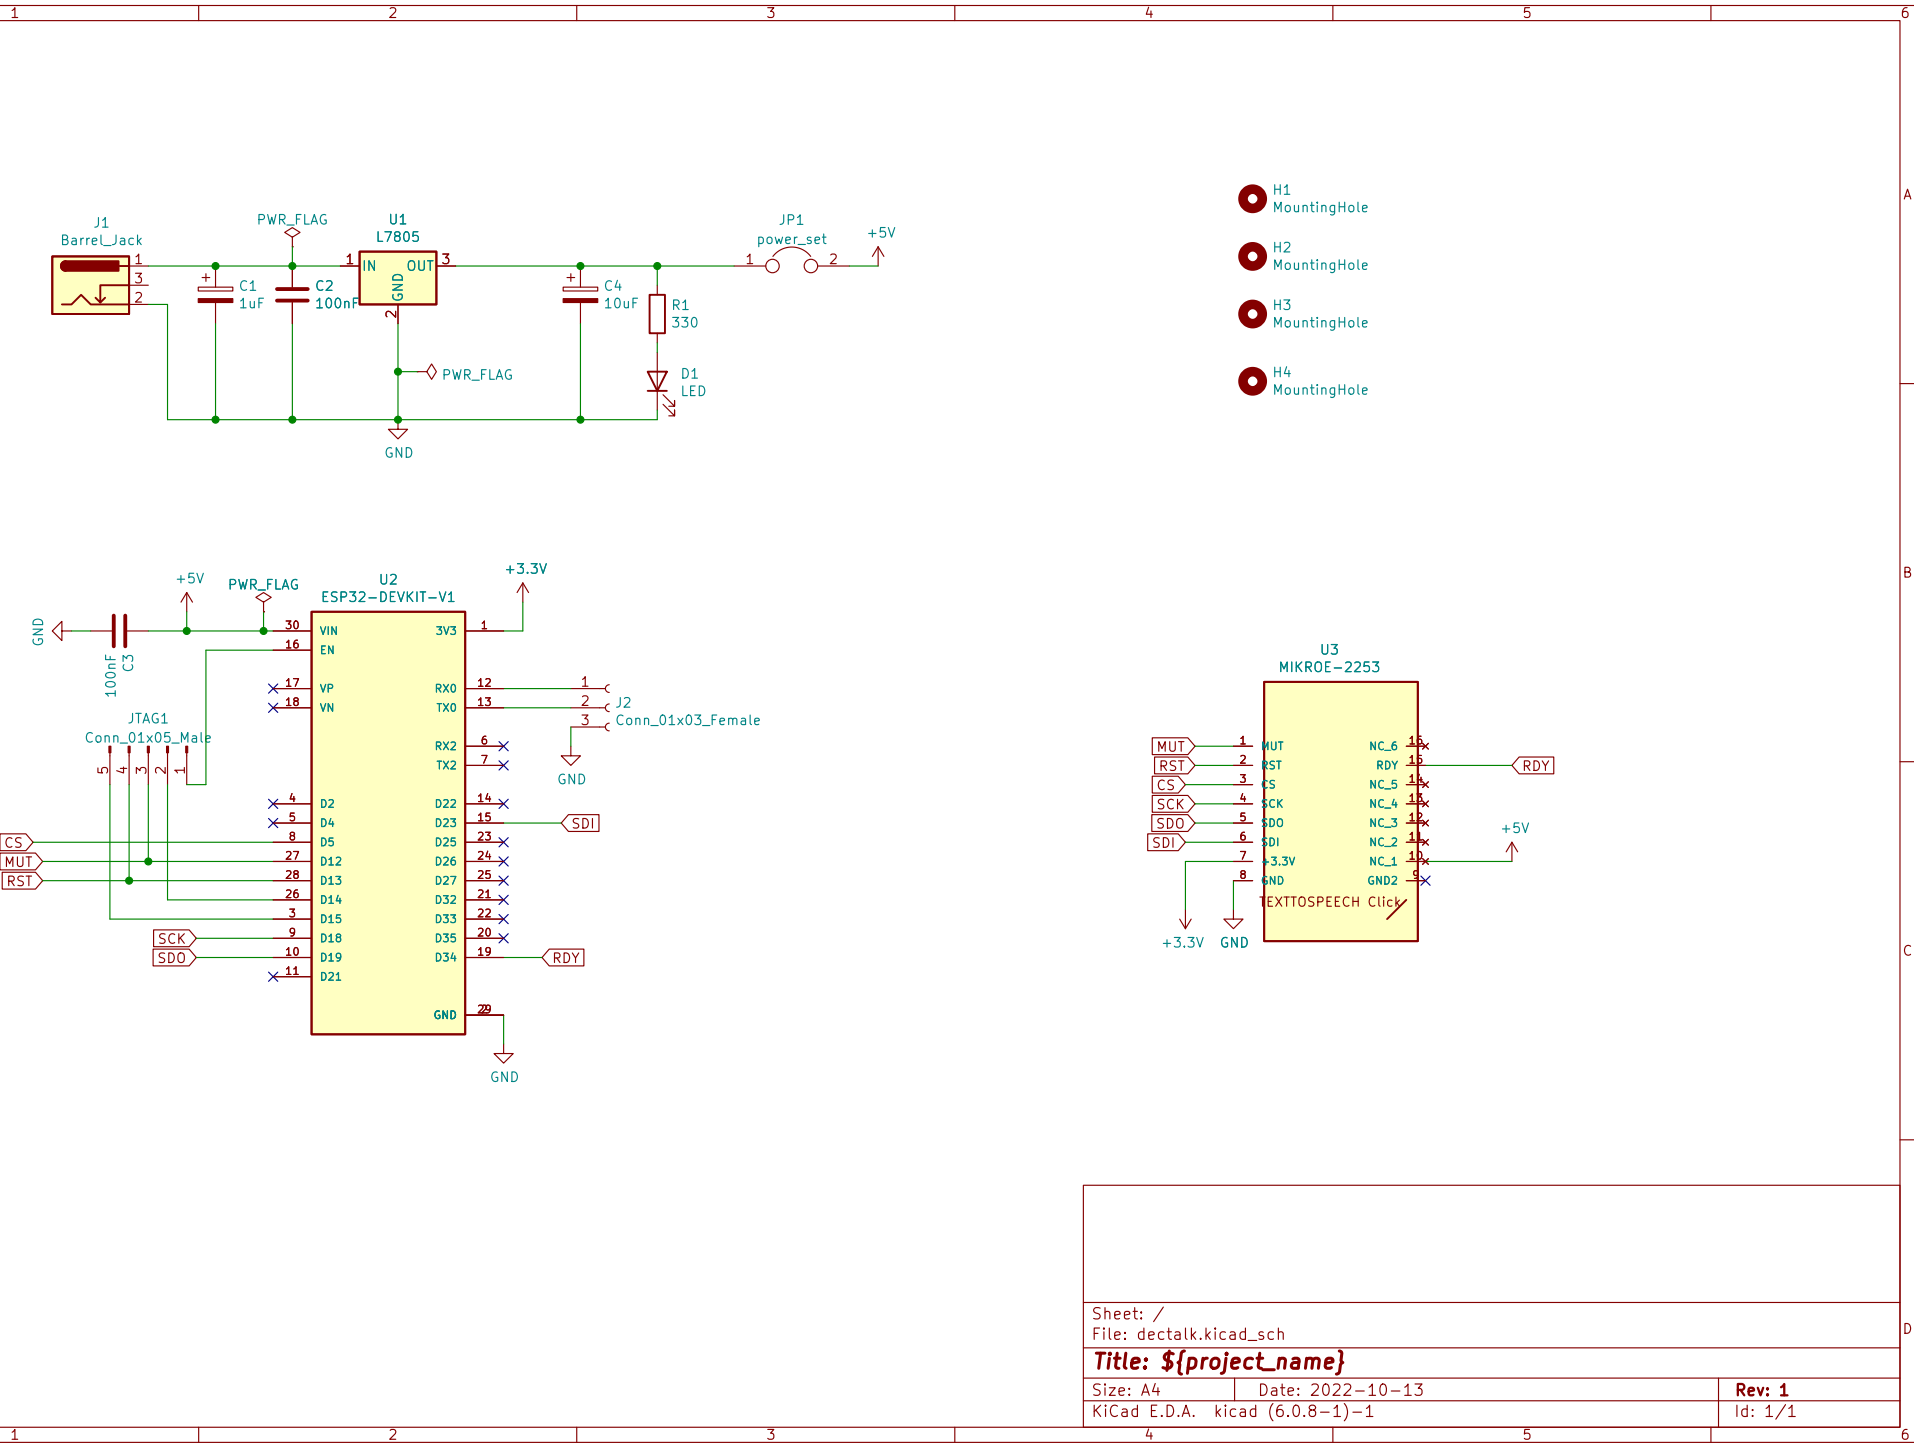 1 2 3 4 5 6
A
B
C
D
J1
Barrel_Jack
1
3
2
C1
1uF
PWR_FLAG
C2
100nF
U1
L7805
1 IN OUT 3
GND
2
PWR_FLAG
GND
C4
10uF
R1
330
D1
LED
JP1
power_set
1 2
+5V
H1
MountingHole
H2
MountingHole
H3
MountingHole
H4
MountingHole
GND
100nF
C3
+5V
PWR_FLAG
JTAG1
Conn_01x05_Male
5 4 3 2 1
CS
MUT
RST
SCK
SDO
U2
ESP32-DEVKIT-V1
30 VIN
16 EN
17 VP
18 VN
4 D2
5 D4
8 D5
27 D12
28 D13
26 D14
3 D15
9 D18
10 D19
11 D21
3V3 1
RX0 12
TX0 13
RX2 6
TX2 7
D22 14
D23 15
D25 23
D26 24
D27 25
D32 21
D33 22
D35 20
D34 19
GND 29
+3.3V
1
2
3
J2
Conn_01x03_Female
GND
SDI
RDY
GND
U3
MIKROE-2253
MUT 1 MUT
RST 2 RST
CS 3 CS
SCK 4 SCK
SDO 5 SDO
SDI 6 SDI
7 +3.3V
8 GND
NC_6 16
RDY 15 RDY
NC_5 14
NC_4 13
NC_3 12
NC_2 11
NC_1 10
GND2 9
TEXTTOSPEECH Click
+3.3V
GND
+5V
Sheet: /
File: dectalk.kicad_sch
Title: ${project_name}
Size: A4 Date: 2022-10-13 Rev: 1
KiCad E.D.A. kicad (6.0.8-1)-1 Id: 1/1
1 2 3 4 5 6